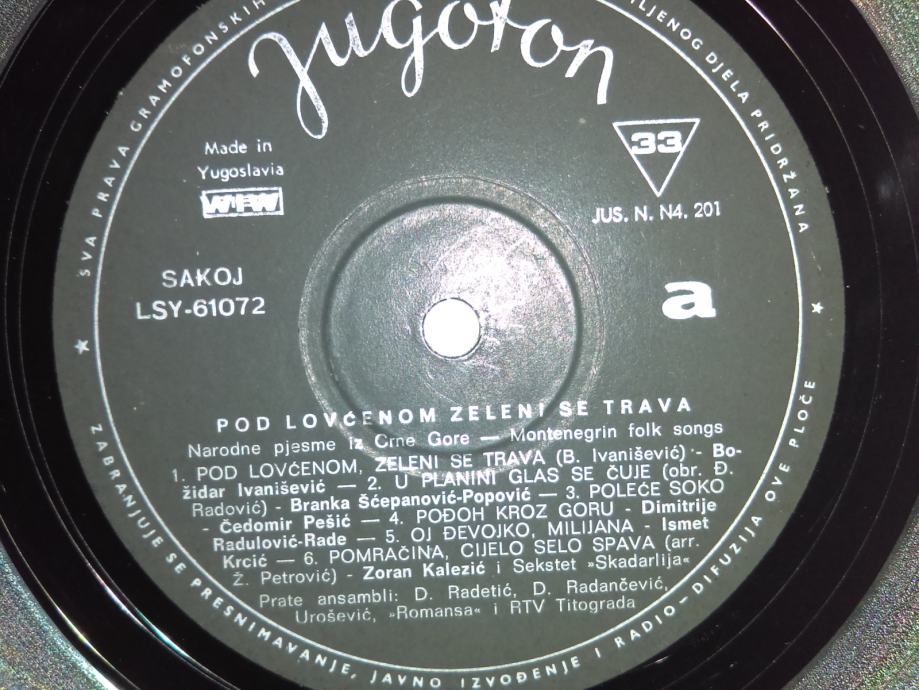 jugoton
SVA PRAVA GRAMOFONSKIH
LJENOG DJELA PRIDRŽANA
Made in
Yugoslavia
33
JUS. N. N4. 201
SAKOJ
LSY-61072
a
POD LOVĆENOM ZELENI SE TRAVA
Narodne pjesme iz Crne Gore — Montenegrin folk songs
1. POD LOVĆENOM, ZELENI SE TRAVA (B. Ivanišević) - Bo-
židar Ivanišević — 2. U PLANINI GLAS SE ČUJE (obr. Đ.
Radović) - Branka Šćepanović-Popović — 3. POLEĆE SOKO
- Čedomir Pešić — 4. POĐOH KROZ GORU - Dimitrije
Radulović-Rade — 5. OJ ĐEVOJKO, MILIJANA - Ismet
Krcić — 6. POMRAČINA, CIJELO SELO SPAVA (arr.
Ž. Petrović) - Zoran Kalezić i Sekstet »Skadarlija«
Prate ansambli: D. Radetić, D. Radančević,
Urošević, »Romansa« i RTV Titograda
ZABRANJUJE SE PRESNIMAVANJE, JAVNO IZVOĐENJE I RADIO-DIFUZIJA OVE PLOČE